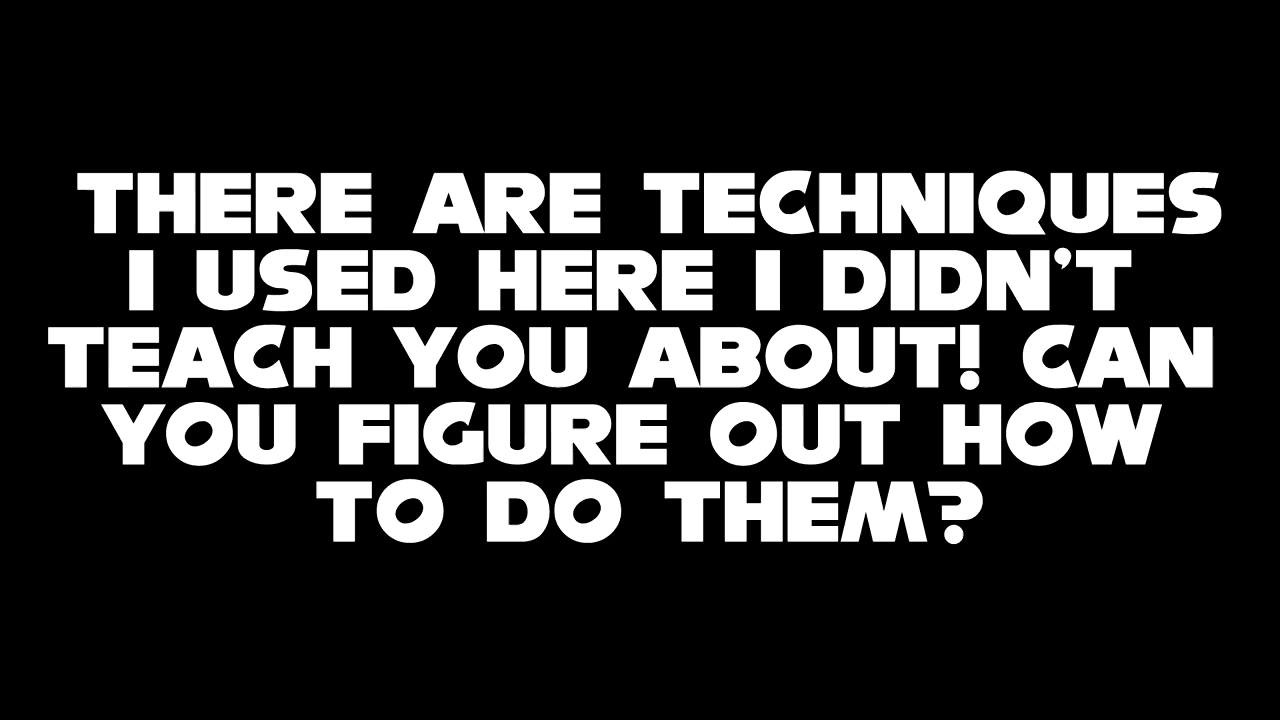 THERE ARE TECHNIQUES
I USED HERE I DIDN'T
TEACH YOU ABOUT! CAN
YOU FIGURE OUT HOW
TO DO THEM?